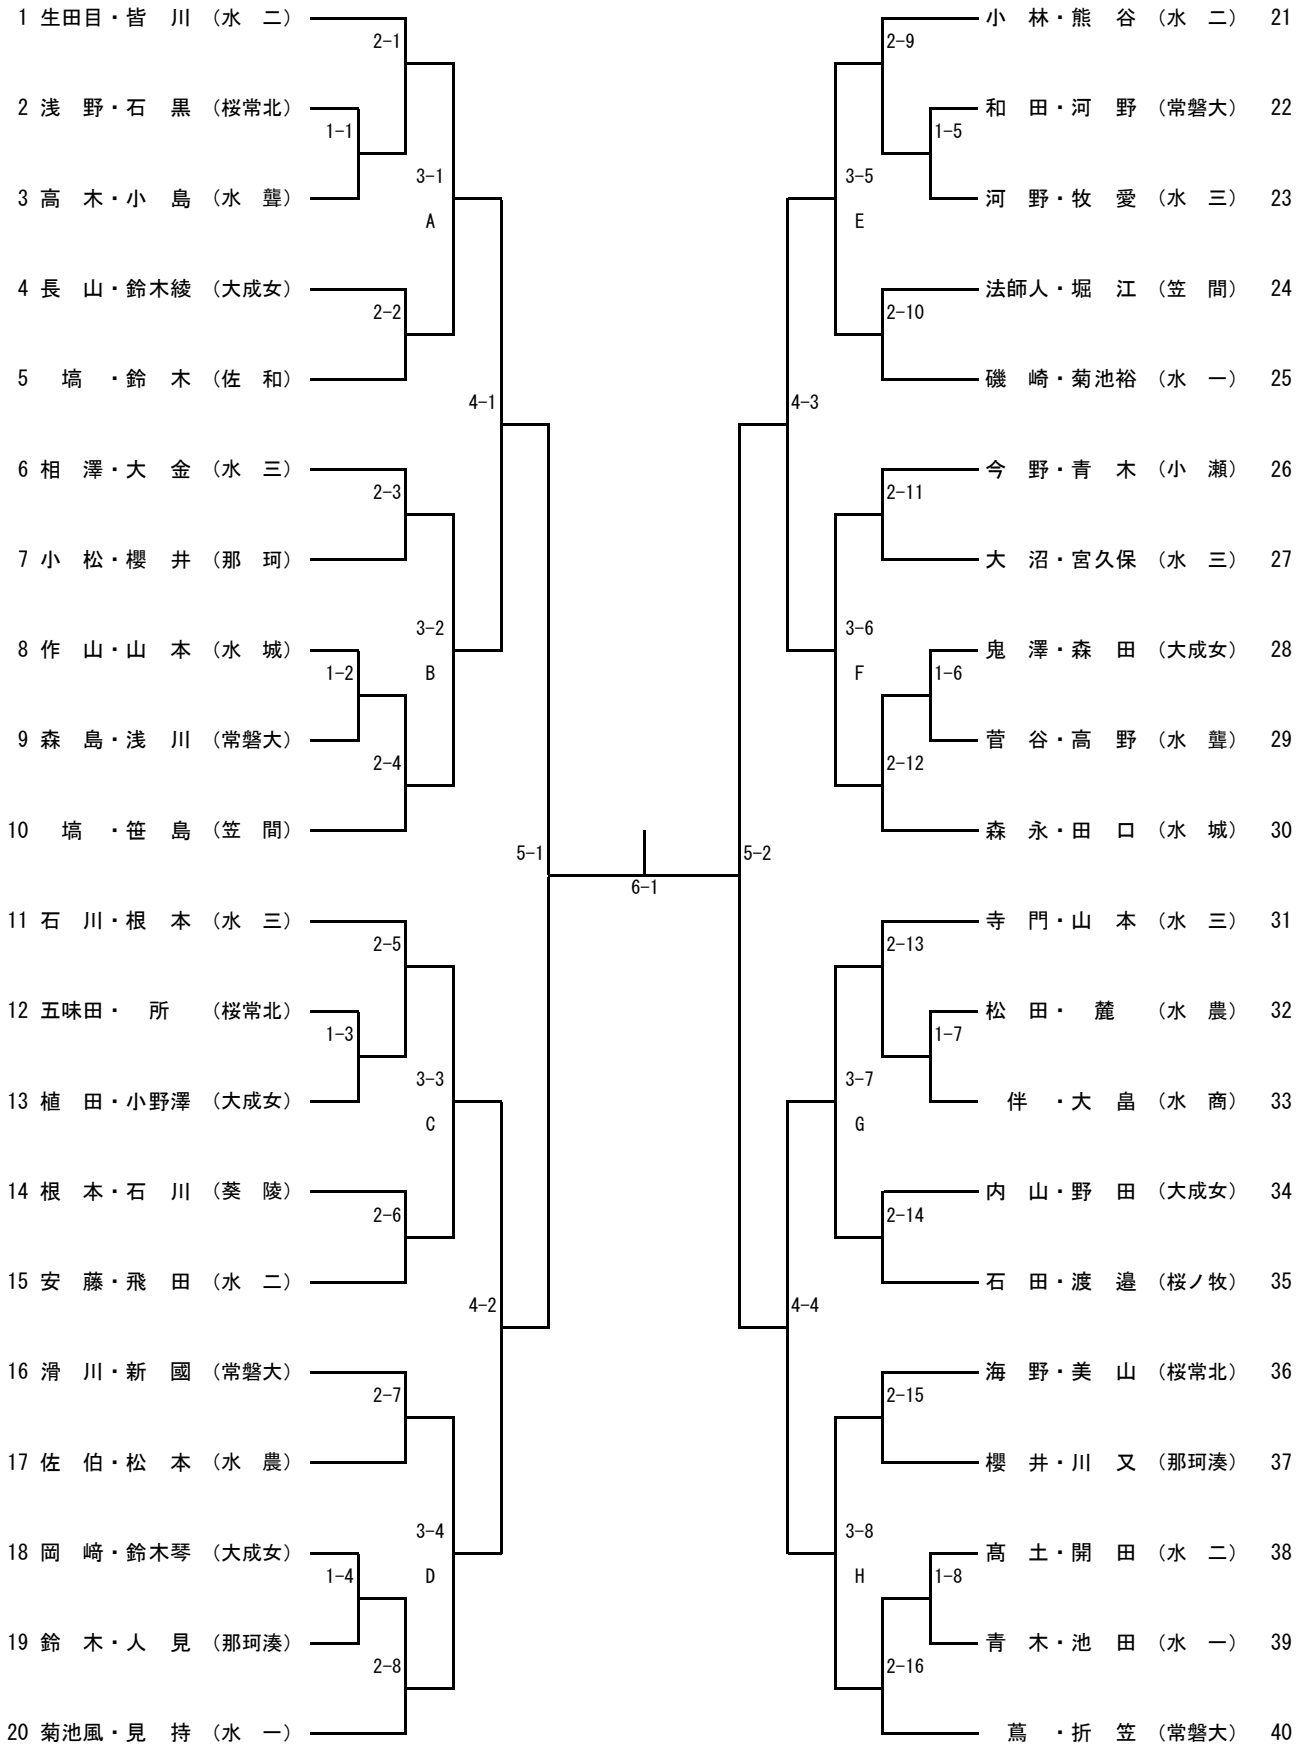 1 生田目・皆 川 (水 二)
2-1
2 浅 野・石 黒 (桜常北)
1-1
3 高 木・小 島 (水 聾)
3-1
A
4 長 山・鈴木綾 (大成女)
2-2
5 塙 ・鈴 木 (佐 和)
4-1
6 相 澤・大 金 (水 三)
2-3
7 小 松・櫻 井 (那 珂)
3-2
8 作 山・山 本 (水 城)
1-2
B
9 森 島・浅 川 (常磐大)
2-4
10 塙 ・笹 島 (笠 間)
5-1
11 石 川・根 本 (水 三)
2-5
12 五味田・ 所 (桜常北)
1-3
13 植 田・小野澤 (大成女)
3-3
C
14 根 本・石 川 (葵 陵)
2-6
15 安 藤・飛 田 (水 二)
4-2
16 滑 川・新 國 (常磐大)
2-7
17 佐 伯・松 本 (水 農)
3-4
18 岡 﨑・鈴木琴 (大成女)
1-4
D
19 鈴 木・人 見 (那珂湊)
2-8
20 菊池風・見 持 (水 一)
6-1
小 林・熊 谷 (水 二) 21
2-9
和 田・河 野 (常磐大) 22
1-5
河 野・牧 愛 (水 三) 23
3-5
E
法師人・堀 江 (笠 間) 24
2-10
磯 崎・菊池裕 (水 一) 25
4-3
今 野・青 木 (小 瀬) 26
2-11
大 沼・宮久保 (水 三) 27
3-6
鬼 澤・森 田 (大成女) 28
1-6
F
菅 谷・高 野 (水 聾) 29
2-12
森 永・田 口 (水 城) 30
5-2
寺 門・山 本 (水 三) 31
2-13
松 田・ 麓 (水 農) 32
1-7
伴 ・大 畠 (水 商) 33
3-7
G
内 山・野 田 (大成女) 34
2-14
石 田・渡 邉 (桜ノ牧) 35
4-4
海 野・美 山 (桜常北) 36
2-15
櫻 井・川 又 (那珂湊) 37
3-8
髙 土・開 田 (水 二) 38
1-8
H
青 木・池 田 (水 一) 39
2-16
蔦 ・折 笠 (常磐大) 40